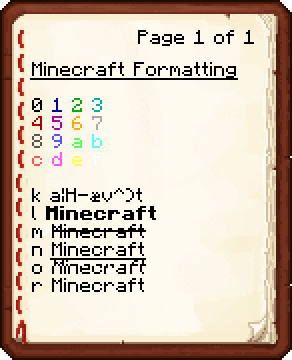 Page 1 of 1
Minecraft Formatting
0 1 2 3
4 5 6 7
8 9 a b
c d e f
k
l Minecraft
m Minecraft
n Minecraft
o Minecraft
r Minecraft